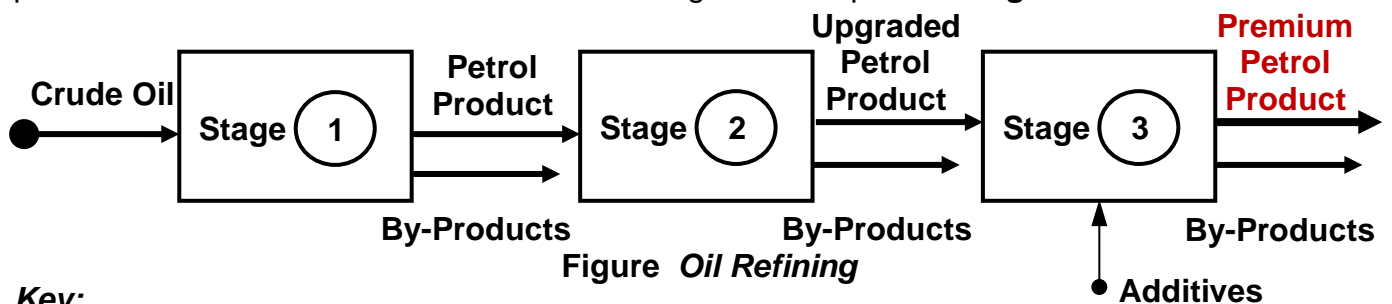 Crude Oil
Stage 1
Petrol
Product
By-Products
Stage 2
Upgraded
Petrol
Product
By-Products
Stage 3
Premium
Petrol
Product
By-Products
Additives
Figure Oil Refining
Key: